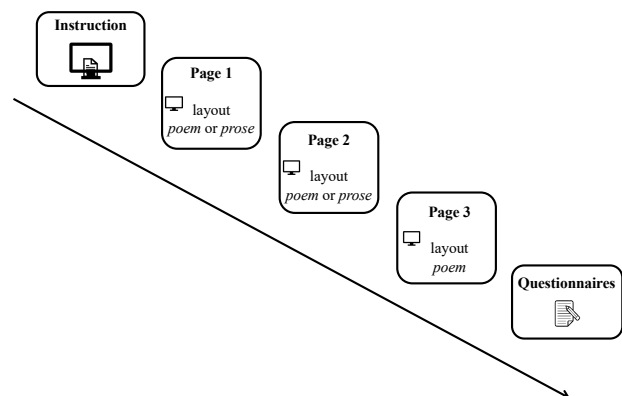 Instruction
Page 1
layout
poem or prose
Page 2
layout
poem or prose
Page 3
layout
poem
Questionnaires